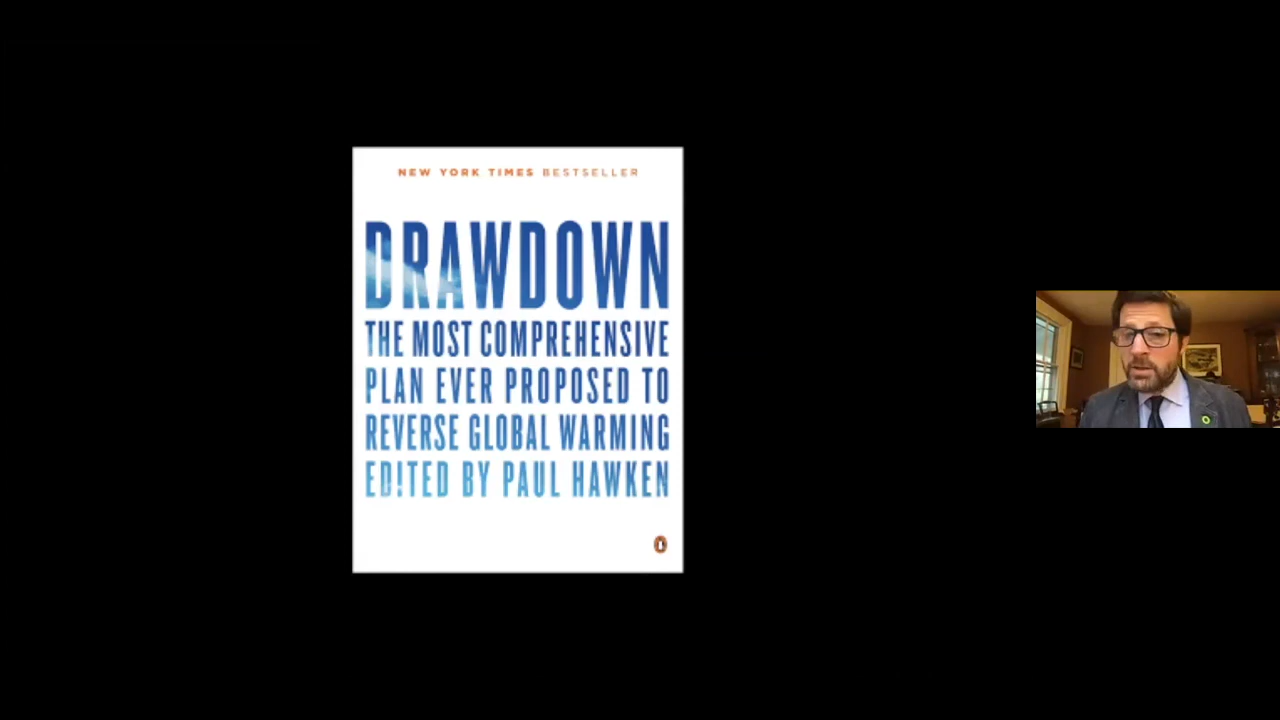 NEW YORK TIMES BESTSELLER
DRAWDOWN
THE MOST COMPREHENSIVE
PLAN EVER PROPOSED TO
REVERSE GLOBAL WARMING
EDITED BY PAUL HAWKEN